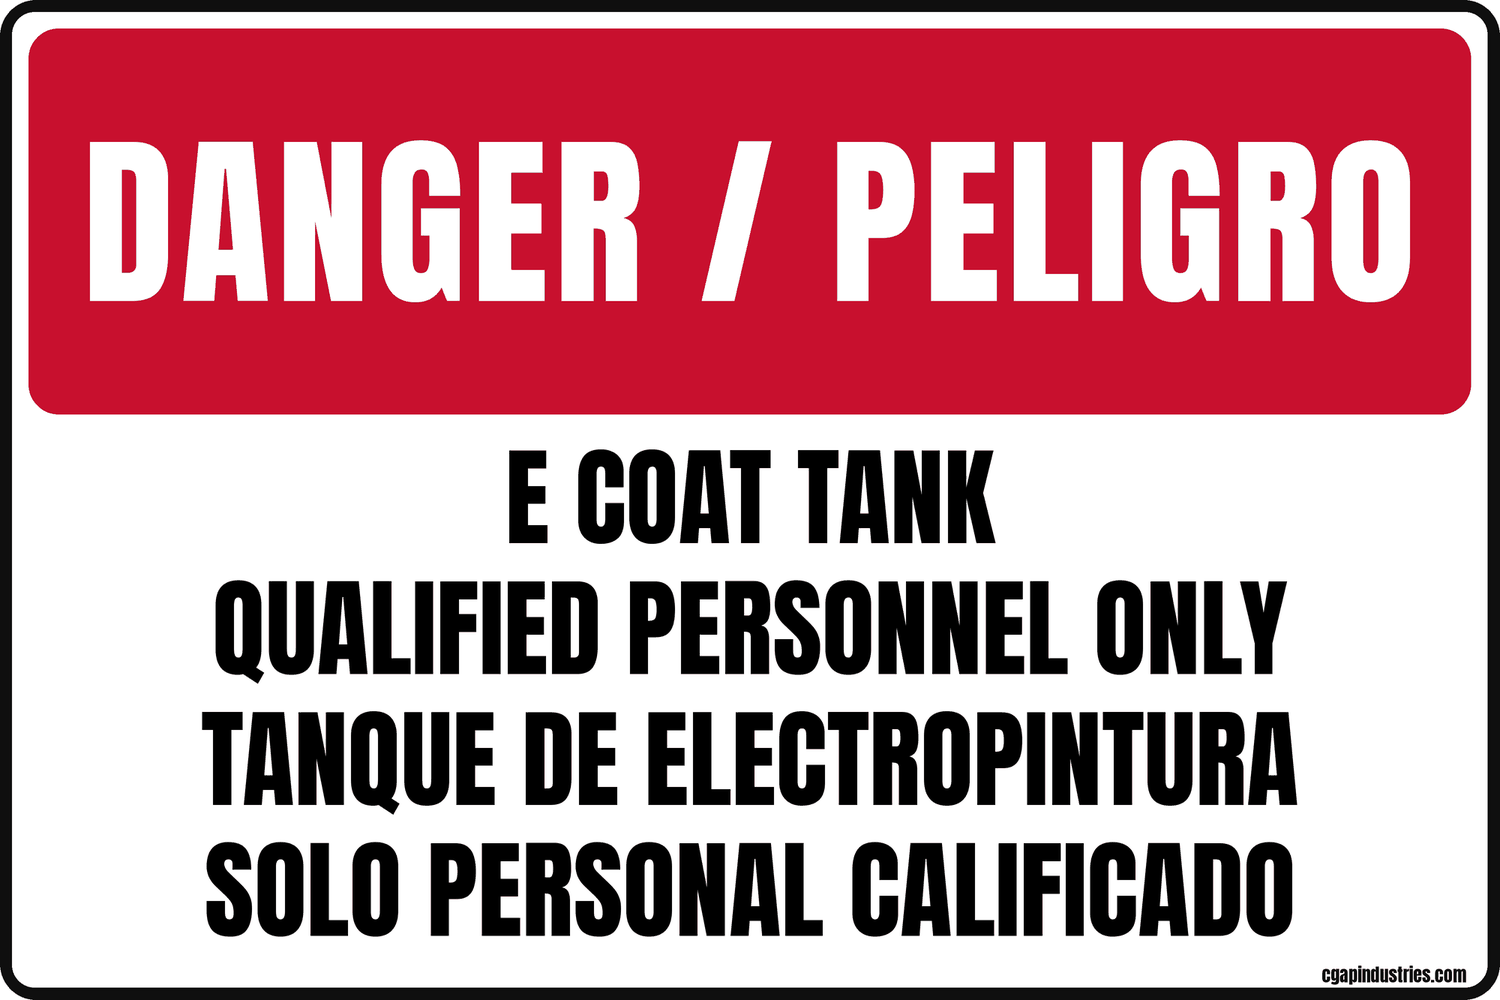 DANGER / PELIGRO
E COAT TANK
QUALIFIED PERSONNEL ONLY
TANQUE DE ELECTROPINTURA
SOLO PERSONAL CALIFICADO
cgapindustries.com